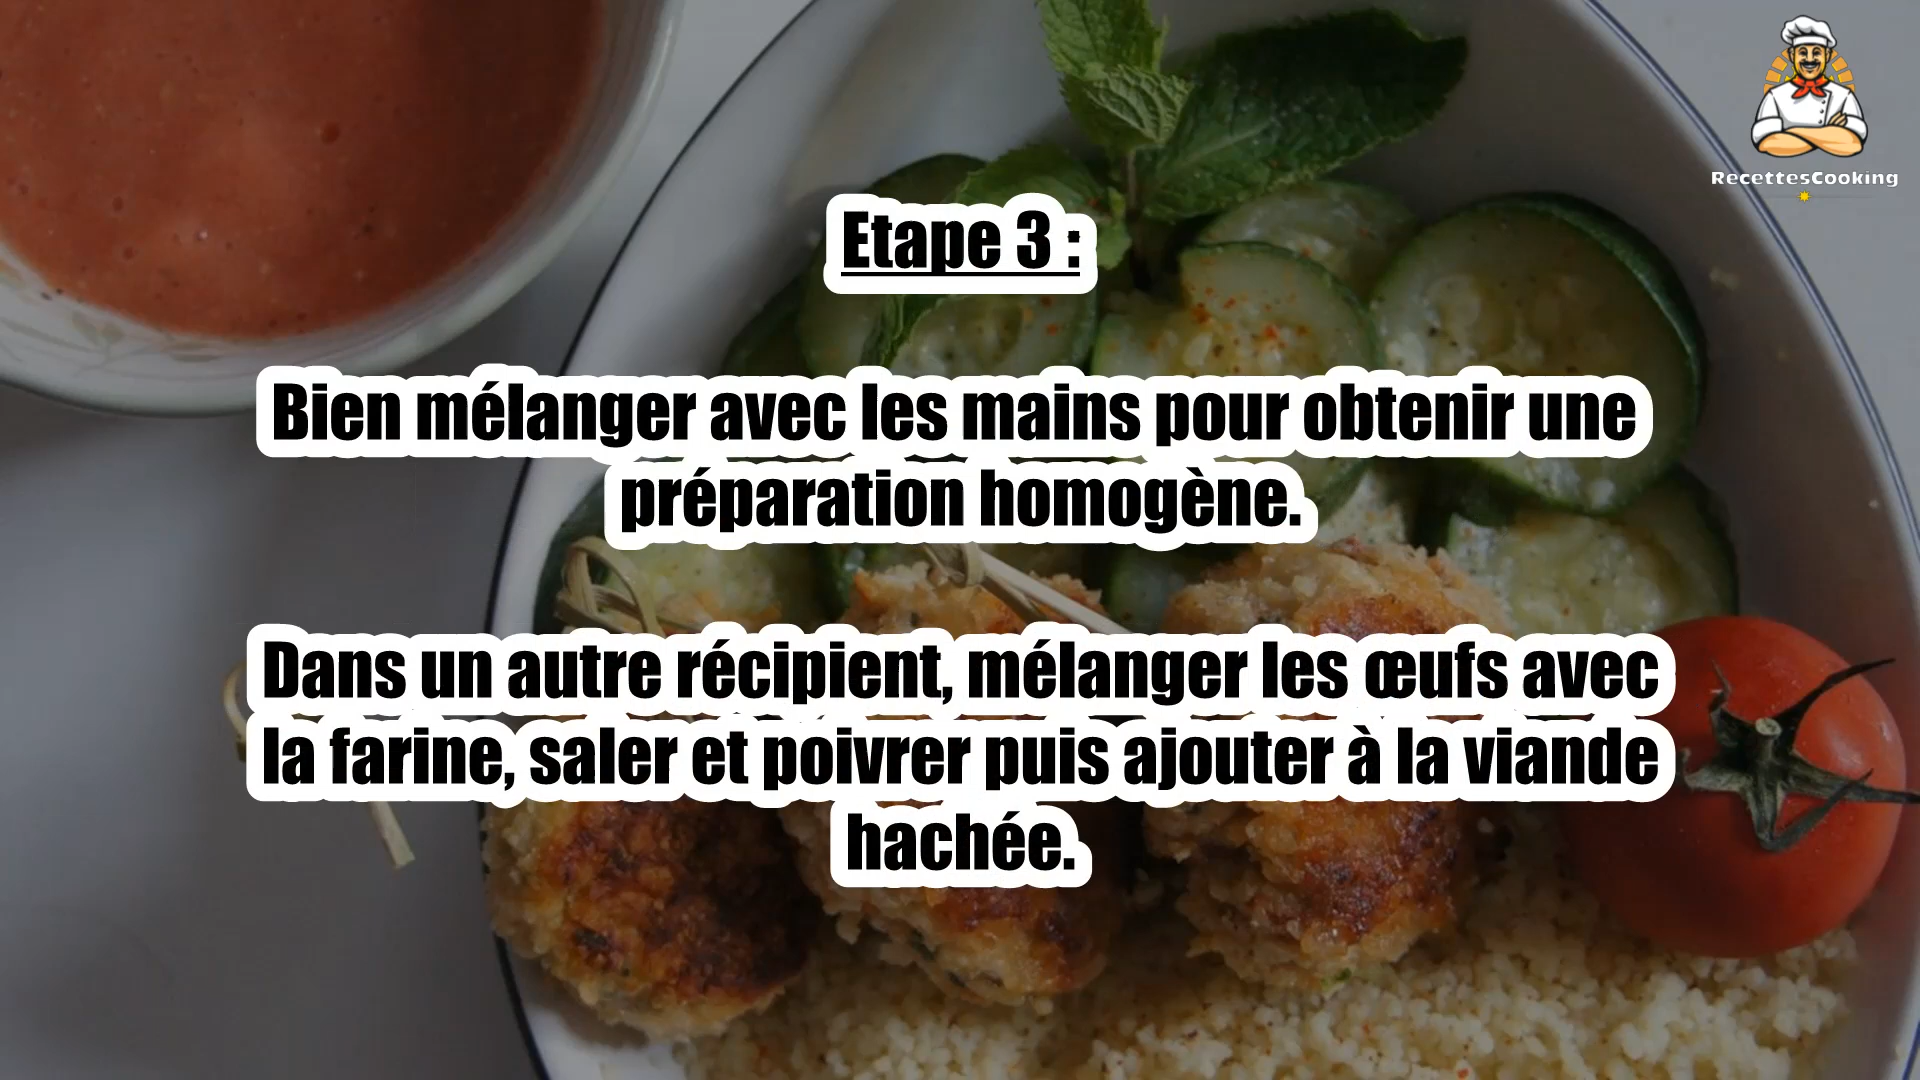 RecettesCooking
Etape 3 :
Bien mélanger avec les mains pour obtenir une
préparation homogène.
Dans un autre récipient, mélanger les œufs avec
la farine, saler et poivrer puis ajouter à la viande
hachée.